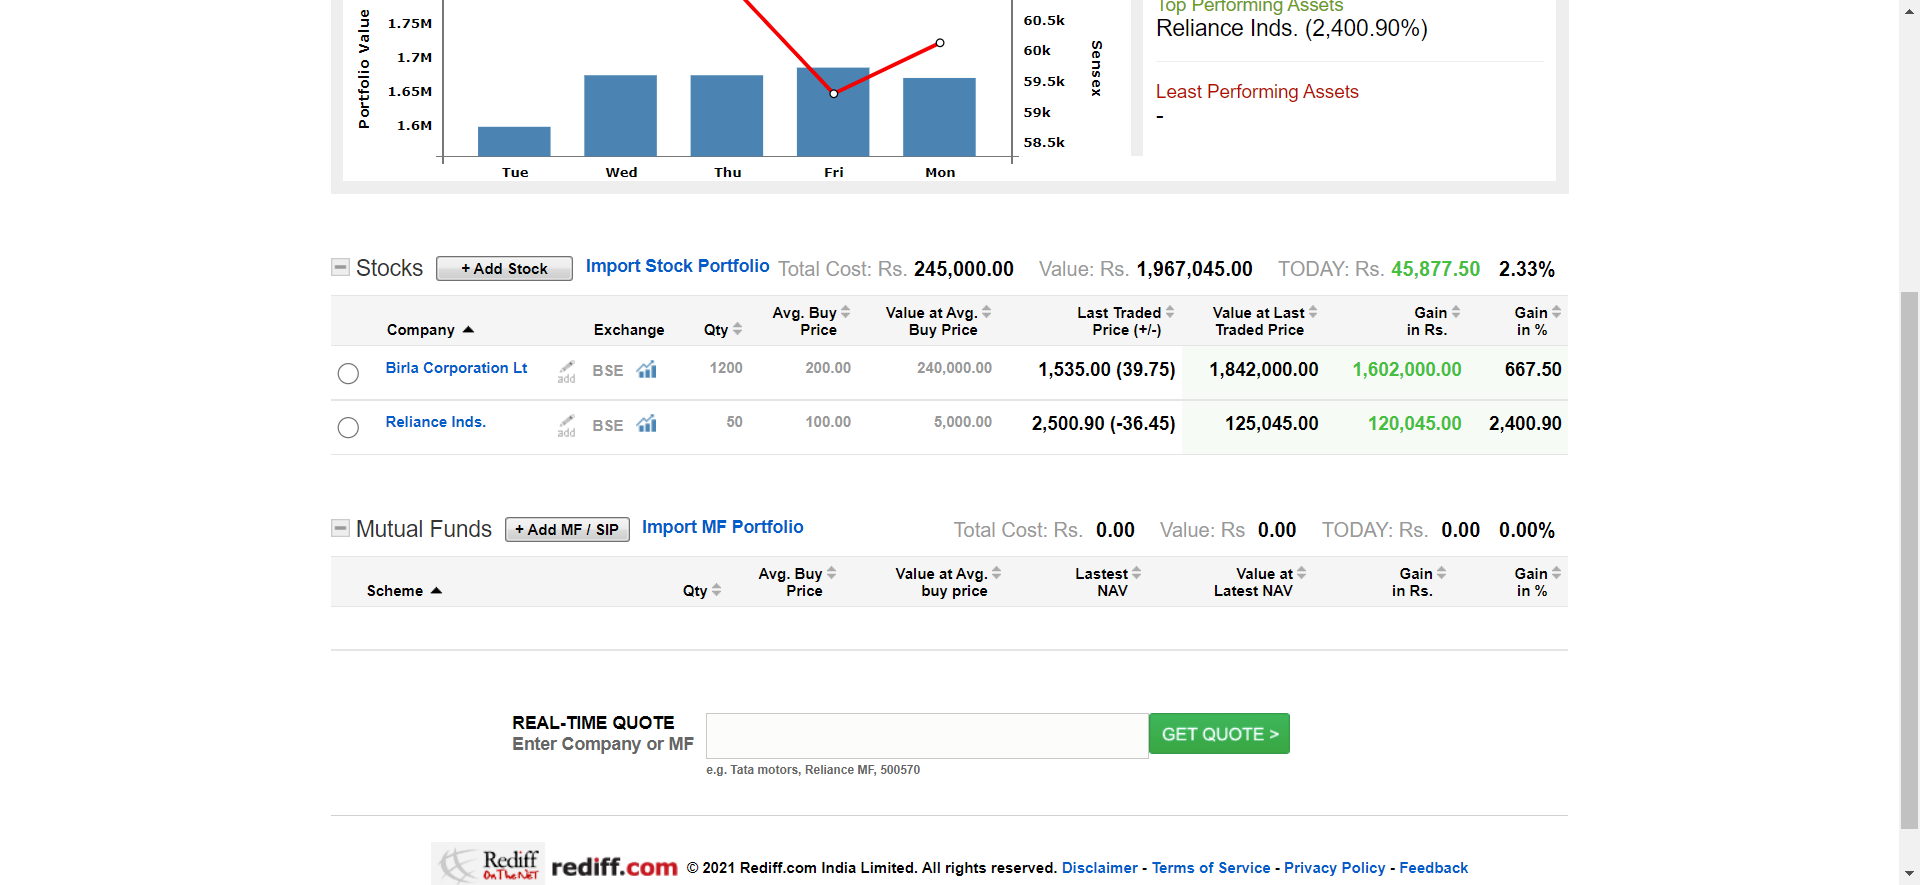 Top Performing Assets
Reliance Inds. (2,400.90%)
Least Performing Assets
-
Portfolio Value
1.75M
1.7M
1.65M
1.6M
60.5k
60k
59.5k
59k
58.5k
Sensex
Tue Wed Thu Fri Mon
Stocks + Add Stock Import Stock Portfolio Total Cost: Rs. 245,000.00 Value: Rs. 1,967,045.00 TODAY: Rs. 45,877.50 2.33%
Company Exchange Qty Avg. Buy Price Value at Avg. Buy Price Last Traded Price (+/-) Value at Last Traded Price Gain in Rs. Gain in %
Birla Corporation Lt add BSE 1200 200.00 240,000.00 1,535.00 (39.75) 1,842,000.00 1,602,000.00 667.50
Reliance Inds. add BSE 50 100.00 5,000.00 2,500.90 (-36.45) 125,045.00 120,045.00 2,400.90
Mutual Funds + Add MF / SIP Import MF Portfolio Total Cost: Rs. 0.00 Value: Rs 0.00 TODAY: Rs. 0.00 0.00%
Scheme Qty Avg. Buy Price Value at Avg. buy price Lastest NAV Value at Latest NAV Gain in Rs. Gain in %
REAL-TIME QUOTE
Enter Company or MF
GET QUOTE >
e.g. Tata motors, Reliance MF, 500570
Rediff On The NeT rediff.com © 2021 Rediff.com India Limited. All rights reserved. Disclaimer - Terms of Service - Privacy Policy - Feedback